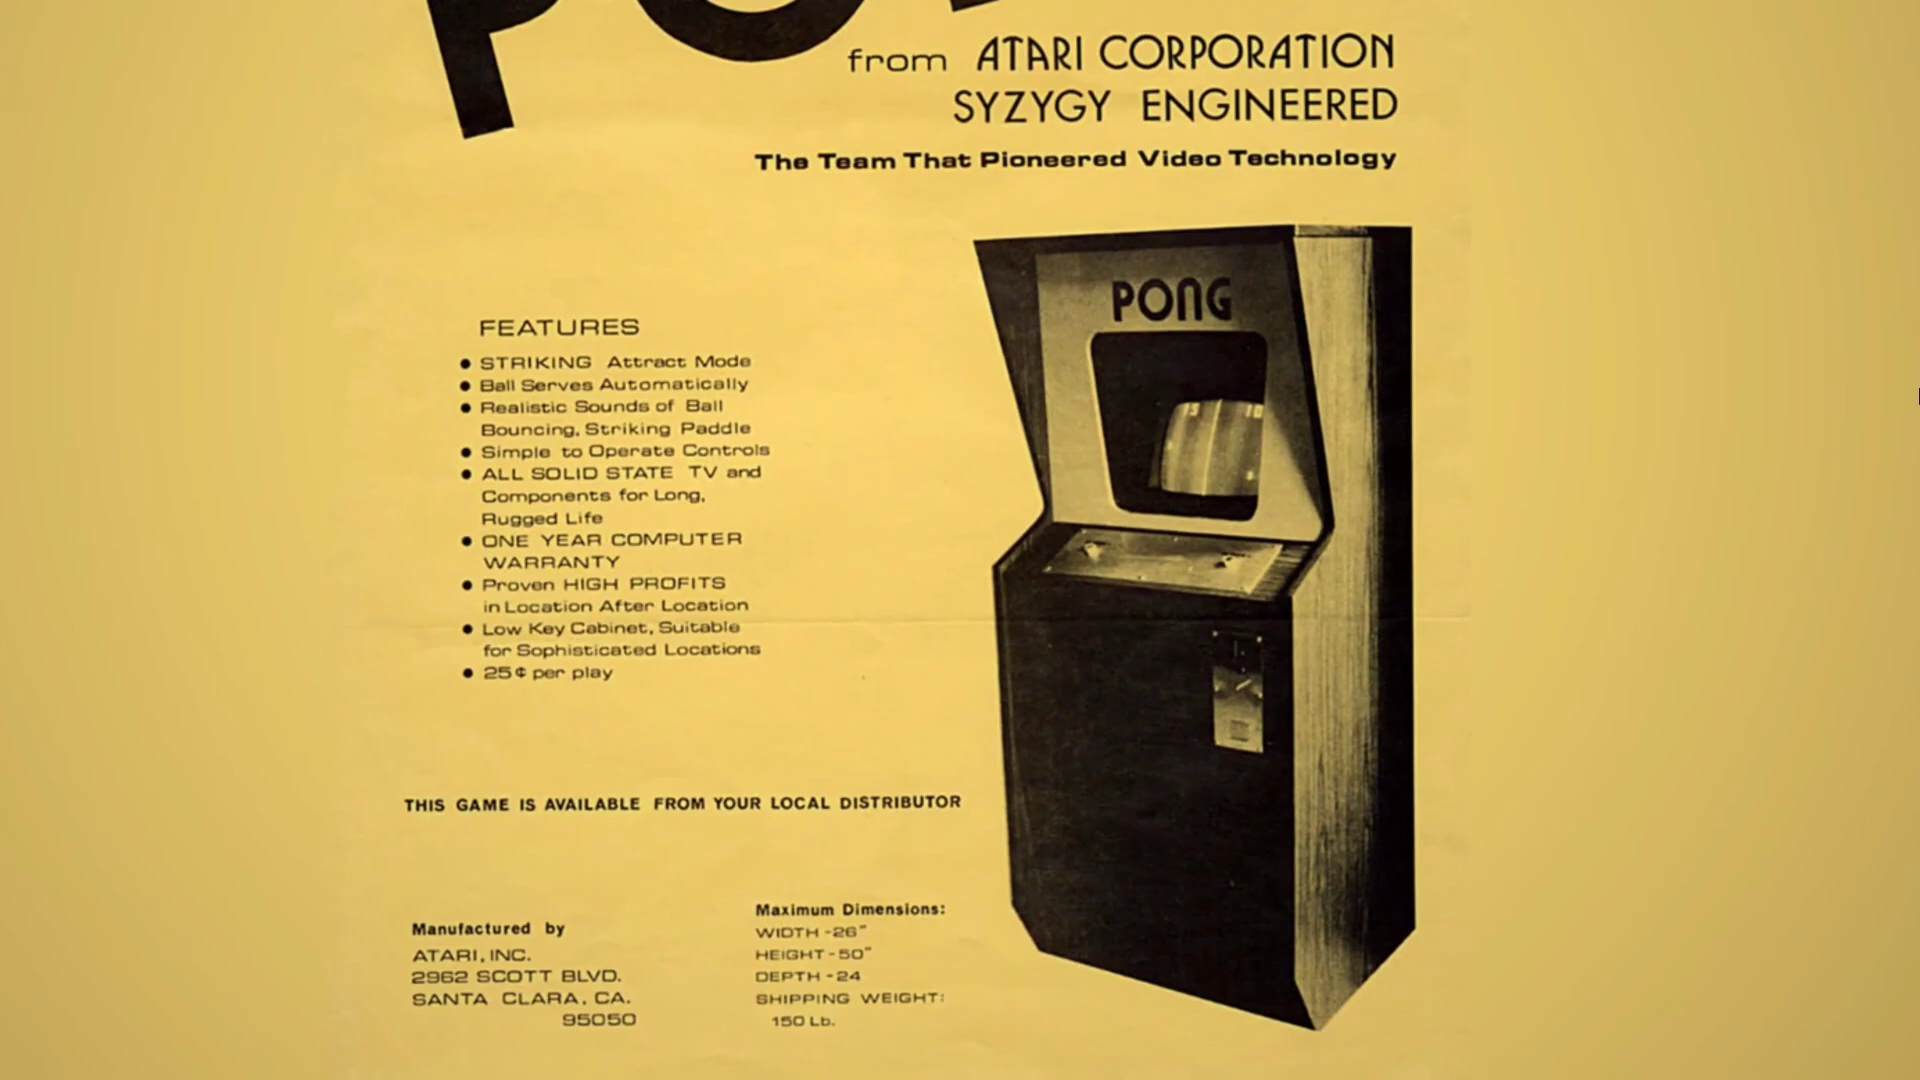 from ATARI CORPORATION
SYZYGY ENGINEERED
The Team That Pioneered Video Technology
PONG
FEATURES
● STRIKING Attract Mode
● Ball Serves Automatically
● Realistic Sounds of Ball
Bouncing, Striking Paddle
● Simple to Operate Controls
● ALL SOLID STATE TV and
Components for Long,
Rugged Life
● ONE YEAR COMPUTER
WARRANTY
● Proven HIGH PROFITS
in Location After Location
● Low Key Cabinet, Suitable
for Sophisticated Locations
● 25¢ per play
THIS GAME IS AVAILABLE FROM YOUR LOCAL DISTRIBUTOR
Manufactured by
ATARI, INC.
2962 SCOTT BLVD.
SANTA CLARA, CA.
95050
Maximum Dimensions:
WIDTH - 26"
HEIGHT - 50"
DEPTH - 24
SHIPPING WEIGHT:
150 Lb.